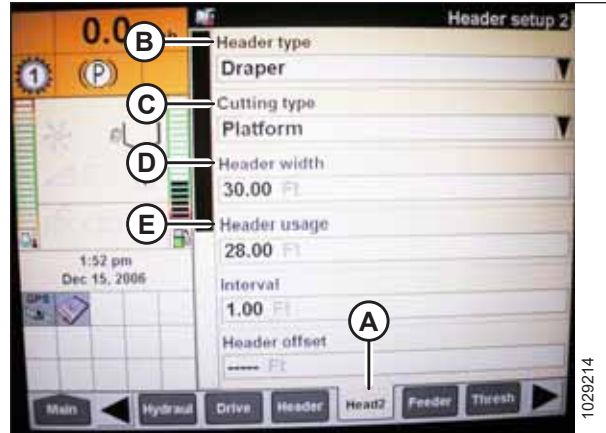 Header setup 2
0.0
B
Header type
Draper
1
(P)
C
Cutting type
Platform
D
Header width
30.00 Ft
E
Header usage
28.00 Ft
1:52 pm
Dec 15, 2006
Interval
1.00 Ft
GPS
A
Header offset
----- Ft
Main
Hydraul
Drive
Header
Head2
Feeder
Thresh
1029214